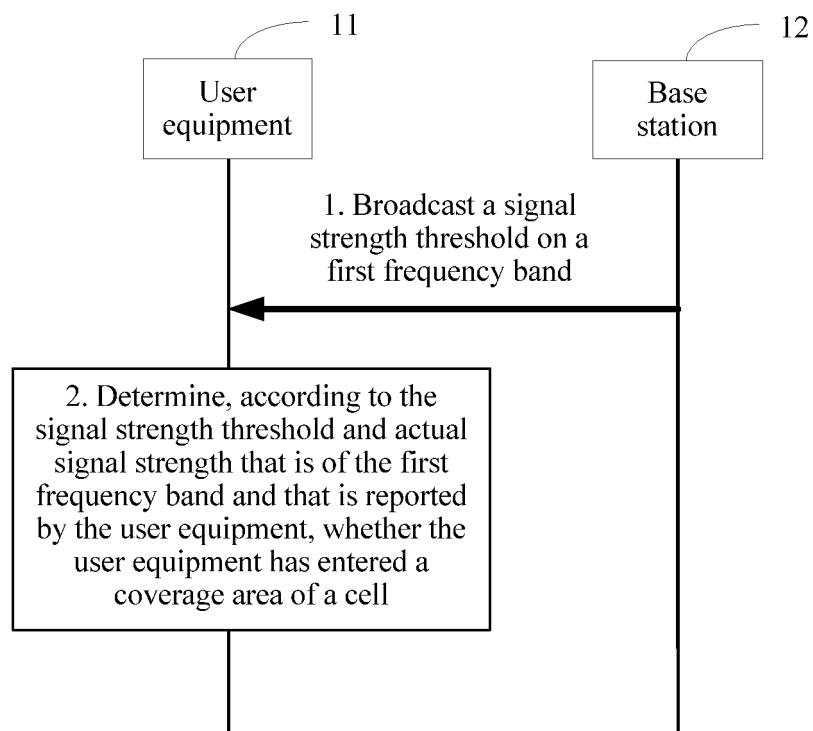 11
12
User
equipment
Base
station
1. Broadcast a signal
strength threshold on a
first frequency band
2. Determine, according to the
signal strength threshold and actual
signal strength that is of the first
frequency band and that is reported
by the user equipment, whether the
user equipment has entered a
coverage area of a cell